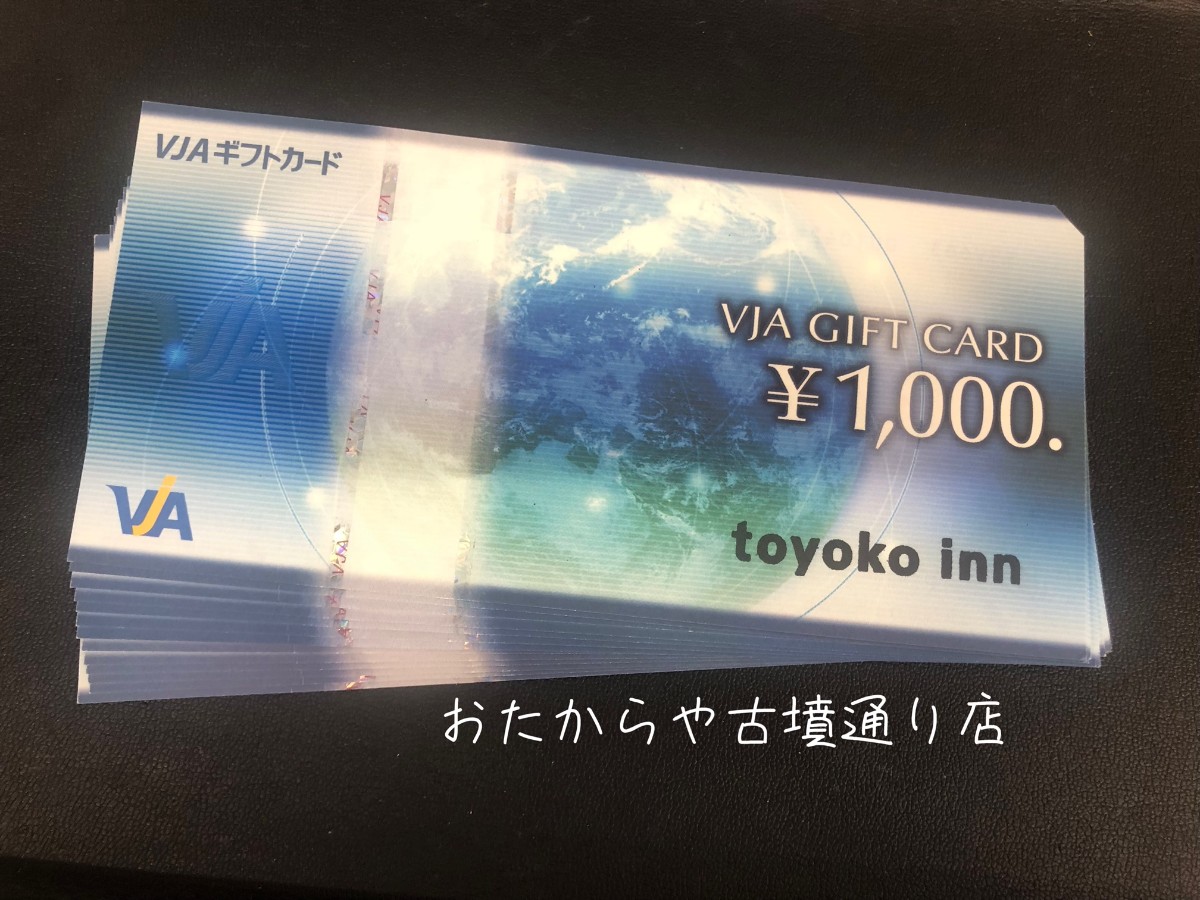 VJAギフトカード
VJA
VJA GIFT CARD
¥1,000.
VJA
toyoko inn
おたからや古墳通り店